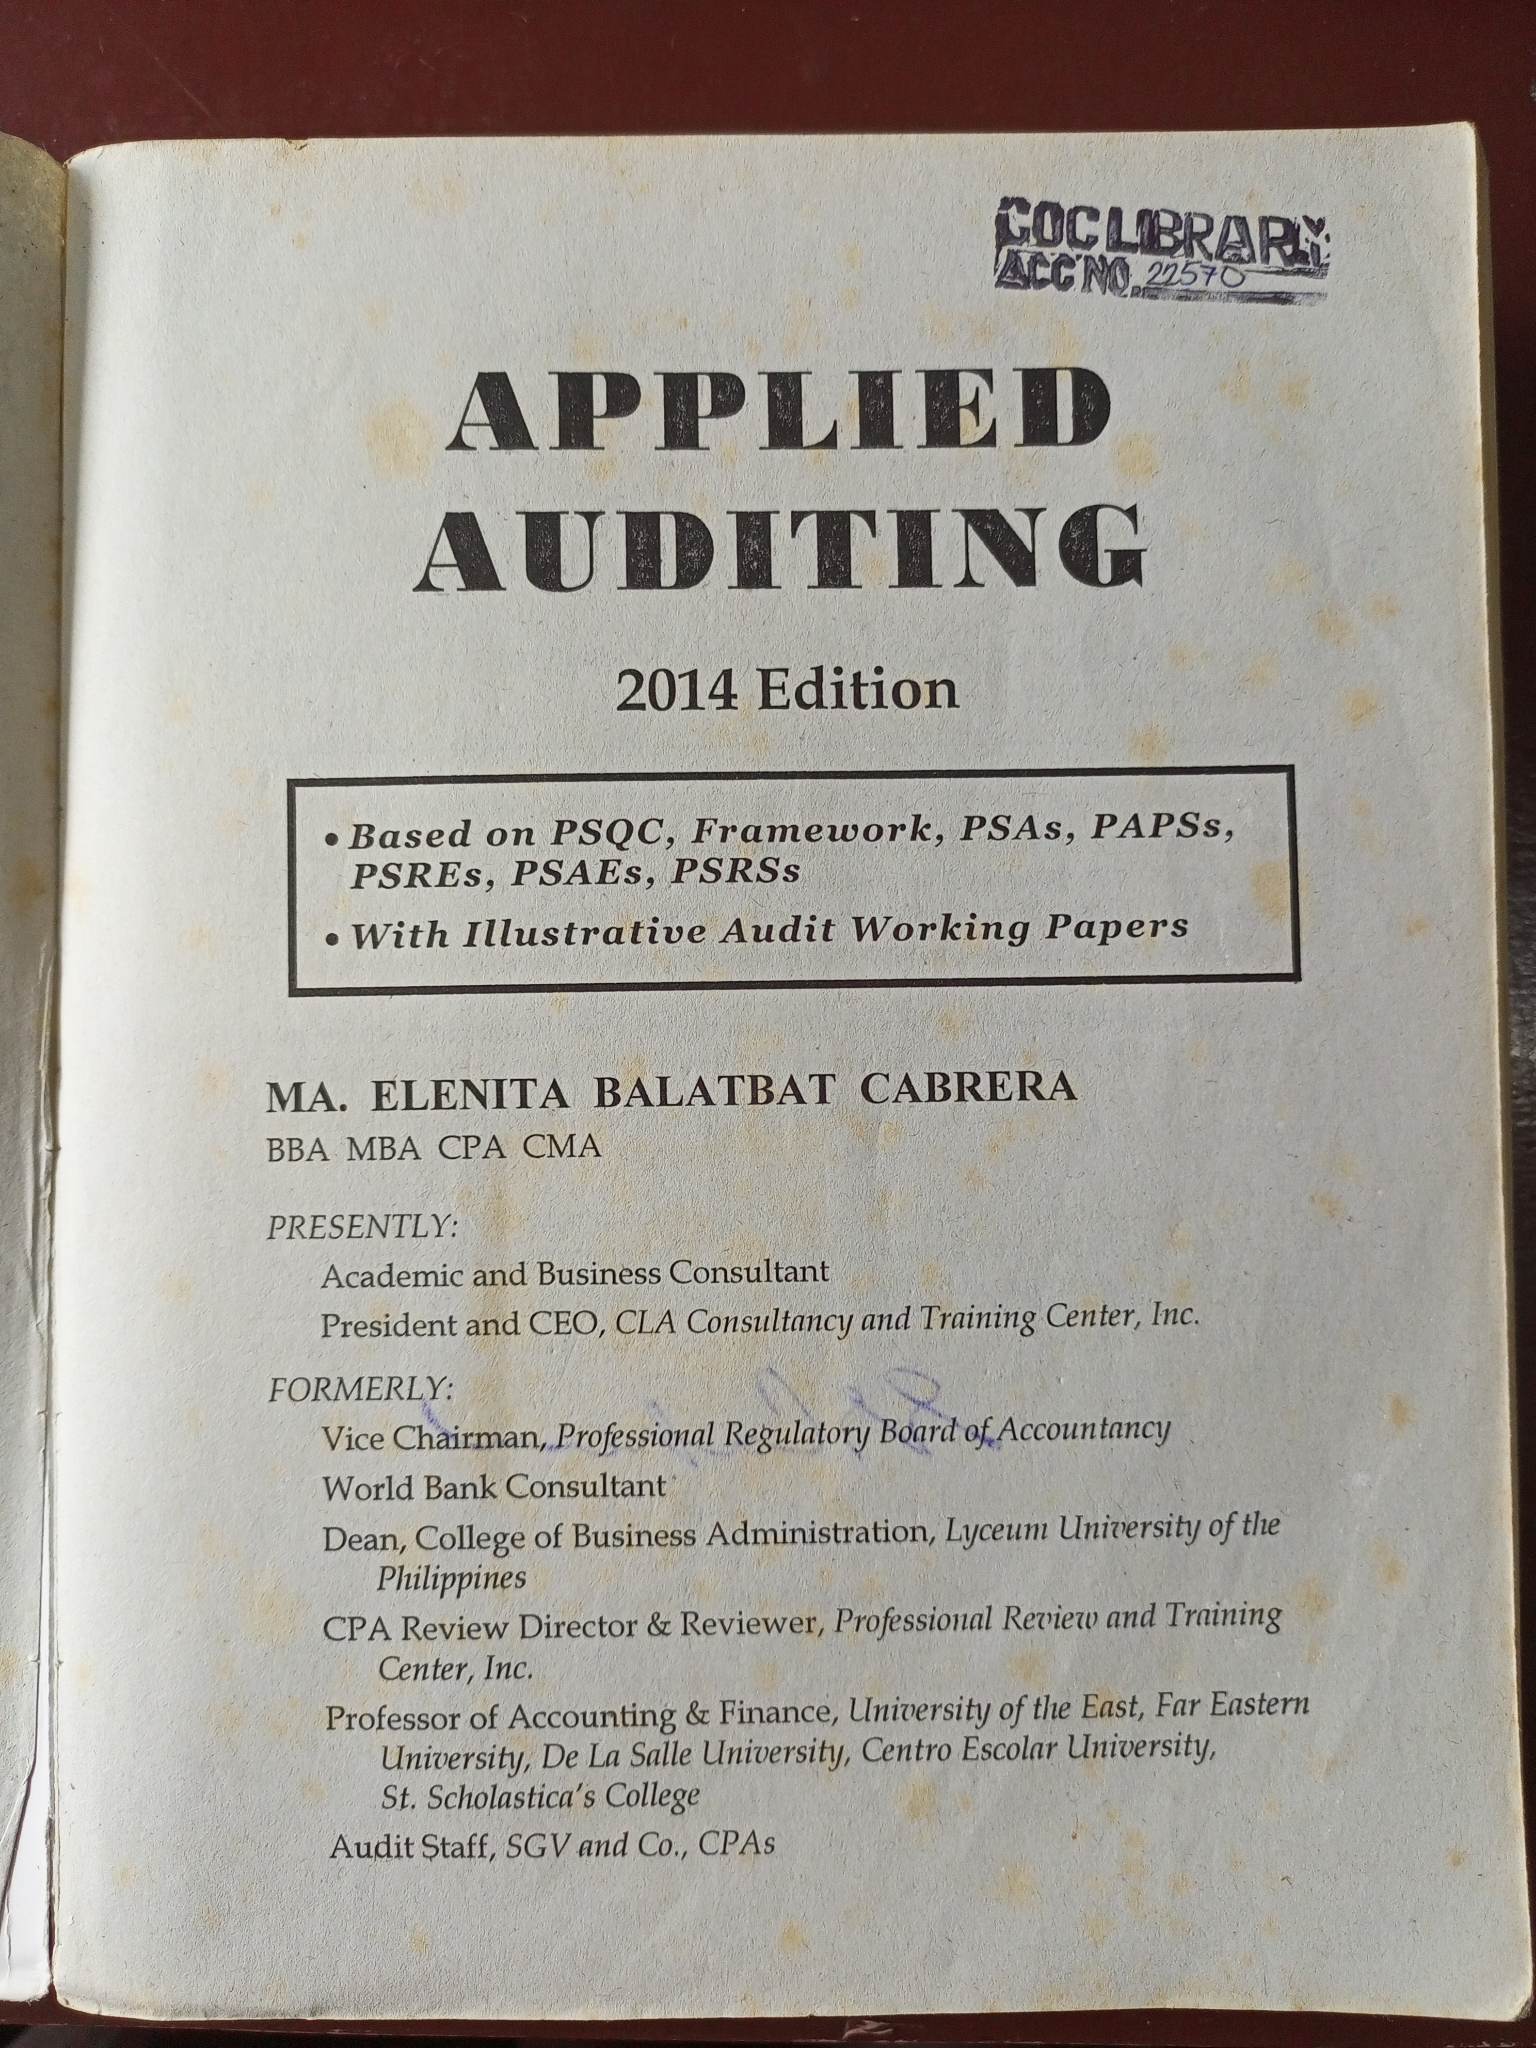 COC LIBRARY
ACC NO. 22570
APPLIED
AUDITING
2014 Edition
• Based on PSQC, Framework, PSAs, PAPSs,
PSREs, PSAEs, PSRSs
• With Illustrative Audit Working Papers
MA. ELENITA BALATBAT CABRERA
BBA MBA CPA CMA
PRESENTLY:
Academic and Business Consultant
President and CEO, CLA Consultancy and Training Center, Inc.
FORMERLY:
Vice Chairman, Professional Regulatory Board of Accountancy
World Bank Consultant
Dean, College of Business Administration, Lyceum University of the
Philippines
CPA Review Director & Reviewer, Professional Review and Training
Center, Inc.
Professor of Accounting & Finance, University of the East, Far Eastern
University, De La Salle University, Centro Escolar University,
St. Scholastica's College
Audit Staff, SGV and Co., CPAs